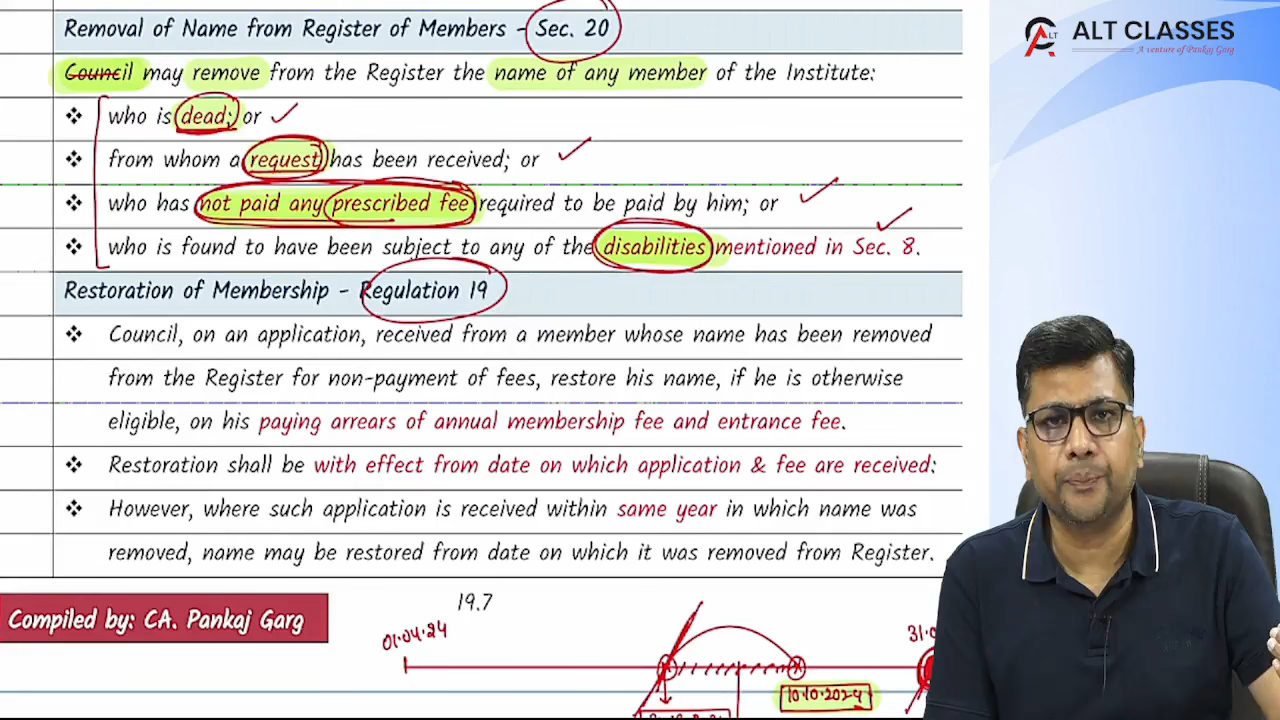 Removal of Name from Register of Members - Sec. 20
Council may remove from the Register the name of any member of the Institute:
❖ who is dead; or
❖ from whom a request has been received; or
❖ who has not paid any prescribed fee required to be paid by him; or
❖ who is found to have been subject to any of the disabilities mentioned in Sec. 8.
Restoration of Membership - Regulation 19
❖ Council, on an application, received from a member whose name has been removed
from the Register for non-payment of fees, restore his name, if he is otherwise
eligible, on his paying arrears of annual membership fee and entrance fee.
❖ Restoration shall be with effect from date on which application & fee are received:
❖ However, where such application is received within same year in which name was
removed, name may be restored from date on which it was removed from Register.
Compiled by: CA. Pankaj Garg
19.7
01.04.24
10.10.2024
ALT
ALT CLASSES
A venture of Pankaj Garg